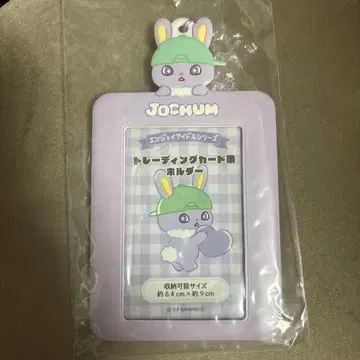 JOCHUM
エンジョイアイドルシリーズ
トレーディングカード用
ホルダー
収納可能サイズ
約6.4cm×約9cm